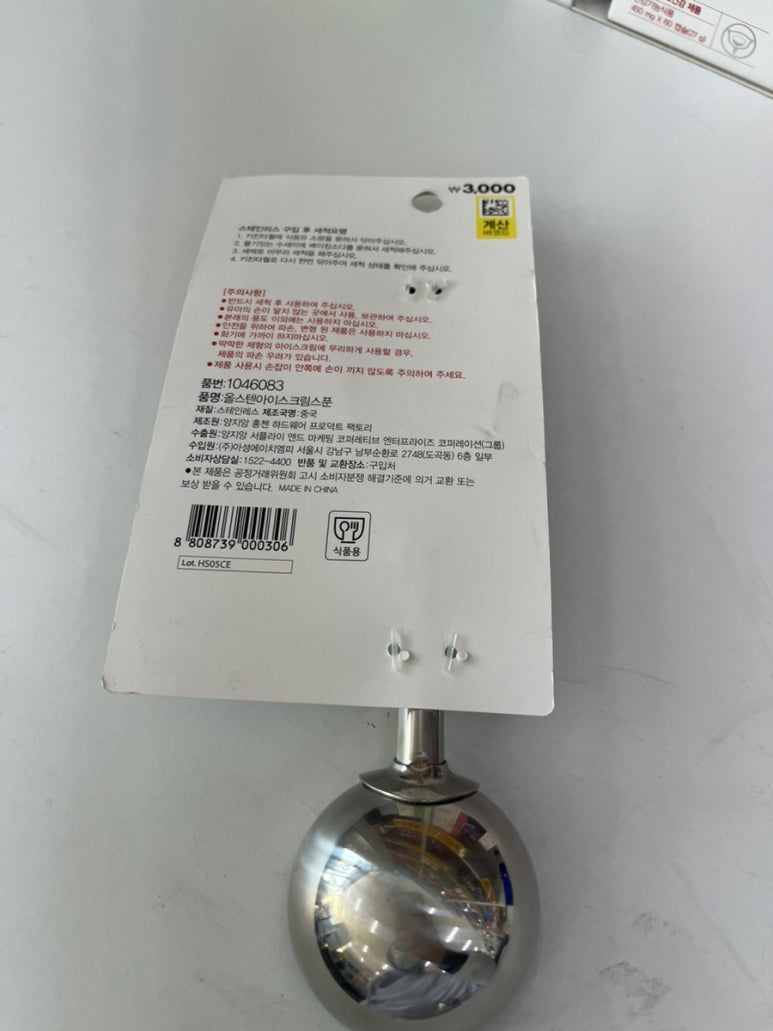 건강기능식품
450 mg X 60 캡슐(27 g)
₩3,000
계산
바코드
스테인리스 구입 후 세척요령
1. 키친타월에 식용유 소량을 묻혀서 닦아주십시오.
2. 물기있는 수세미에 베이킹소다를 묻혀서 세척해주십시오.
3. 세제로 마무리 세척을 해주십시오.
4. 키친타월로 다시 한번 닦아주어 세척 상태를 확인해 주십시오.
[주의사항]
●반드시 세척 후 사용하여 주십시오.
●유아의 손이 닿지 않는 곳에서 사용, 보관하여 주십시오.
●본래의 용도 이외에는 사용하지 마십시오.
●안전을 위하여 파손, 변형 된 제품은 사용하지 마십시오.
●화기에 가까이 하지마십시오.
●딱딱한 제형의 아이스크림에 무리하게 사용할 경우,
제품의 파손 우려가 있습니다.
●제품 사용시 손잡이 안쪽에 손이 끼지 않도록 주의하여 주세요.
품번:1046083
품명:올스텐아이스크림스푼
재질:스테인레스 제조국명:중국
제조원:양지앙 홍첸 하드웨어 프로덕트 팩토리
수출원:양지앙 서플라이 앤드 마케팅 코퍼레티브 엔터프라이즈 코퍼레이션(그룹)
수입원:(주)아성에이치엠피 서울시 강남구 남부순환로 2748(도곡동) 6층 일부
소비자상담실:1522-4400 반품 및 교환장소:구입처
●본 제품은 공정거래위원회 고시 소비자분쟁 해결기준에 의거 교환 또는
보상 받을 수 있습니다. MADE IN CHINA
8 808739 000306
식품용
Lot. HS05CE